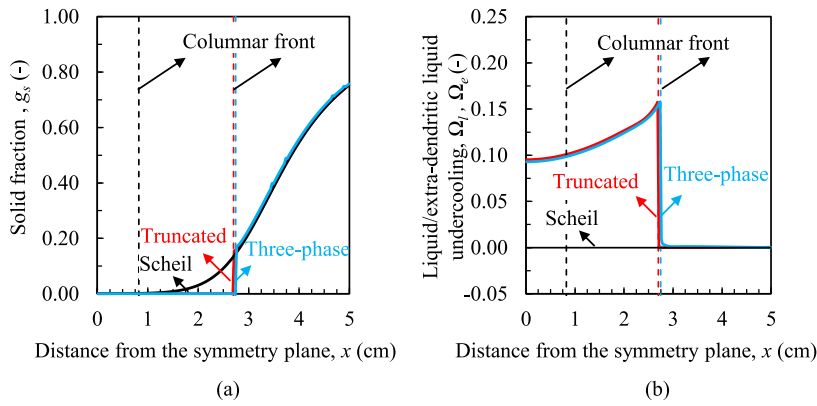 Solid fraction , g_s (-)
1.00
0.80
0.60
0.40
0.20
0.00
Columnar front
Truncated
Scheil
Three-phase
0 1 2 3 4 5
Distance from the symmetry plane, x (cm)
(a)
Liquid/extra-dendritic liquid
undercooling, Ω_l , Ω_e (-)
0.25
0.20
0.15
0.10
0.05
0.00
-0.05
Columnar front
Three-phase
Truncated
Scheil
0 1 2 3 4 5
Distance from the symmetry plane, x (cm)
(b)